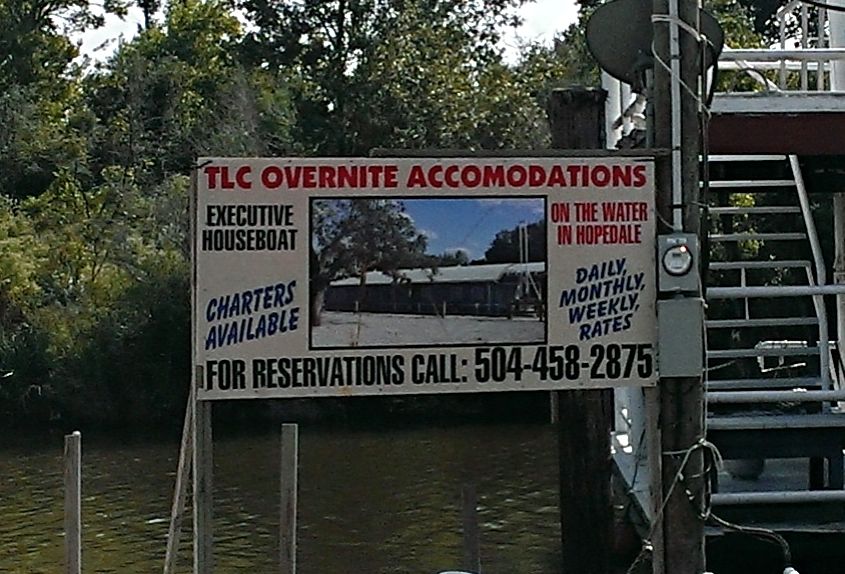 TLC OVERNITE ACCOMODATIONS
EXECUTIVE
HOUSEBOAT
ON THE WATER
IN HOPEDALE
CHARTERS
AVAILABLE
DAILY,
MONTHLY,
WEEKLY,
RATES
FOR RESERVATIONS CALL: 504-458-2875